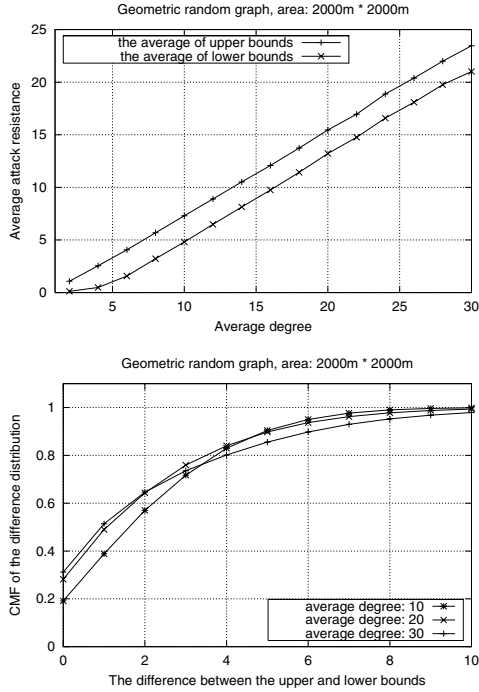 Geometric random graph, area: 2000m * 2000m
25
20
15
10
5
0
the average of upper bounds
the average of lower bounds
Average attack resistance
5
10
15
20
25
30
Average degree
Geometric random graph, area: 2000m * 2000m
1
0.8
0.6
0.4
0.2
0
CMF of the difference distribution
average degree: 10
average degree: 20
average degree: 30
0
2
4
6
8
10
The difference between the upper and lower bounds